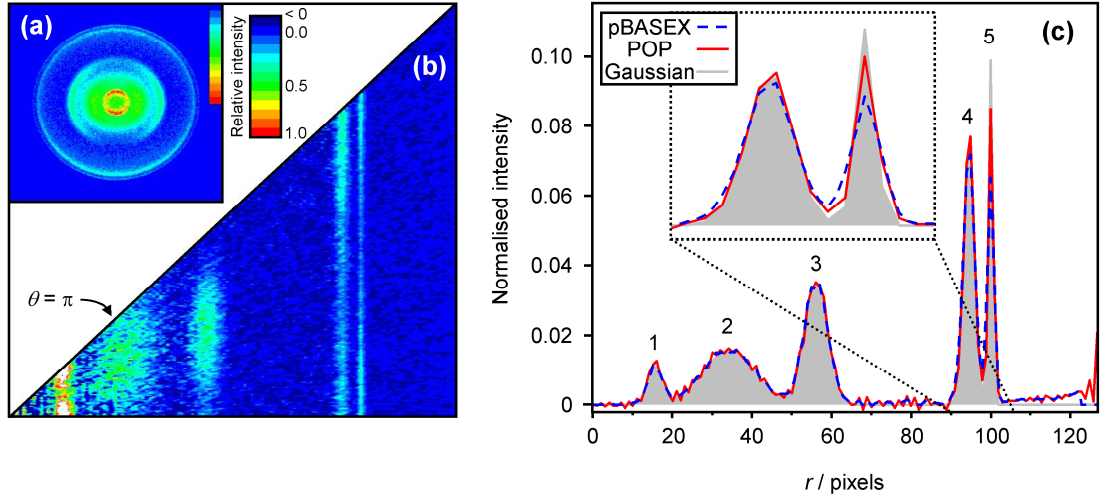 (a)
Relative intensity
< 0
0.0
0.5
1.0
(b)
θ = π
(c)
pBASEX
POP
Gaussian
Normalised intensity
0.10
0.08
0.06
0.04
0.02
0
1
2
3
4
5
0 20 40 60 80 100 120
r / pixels